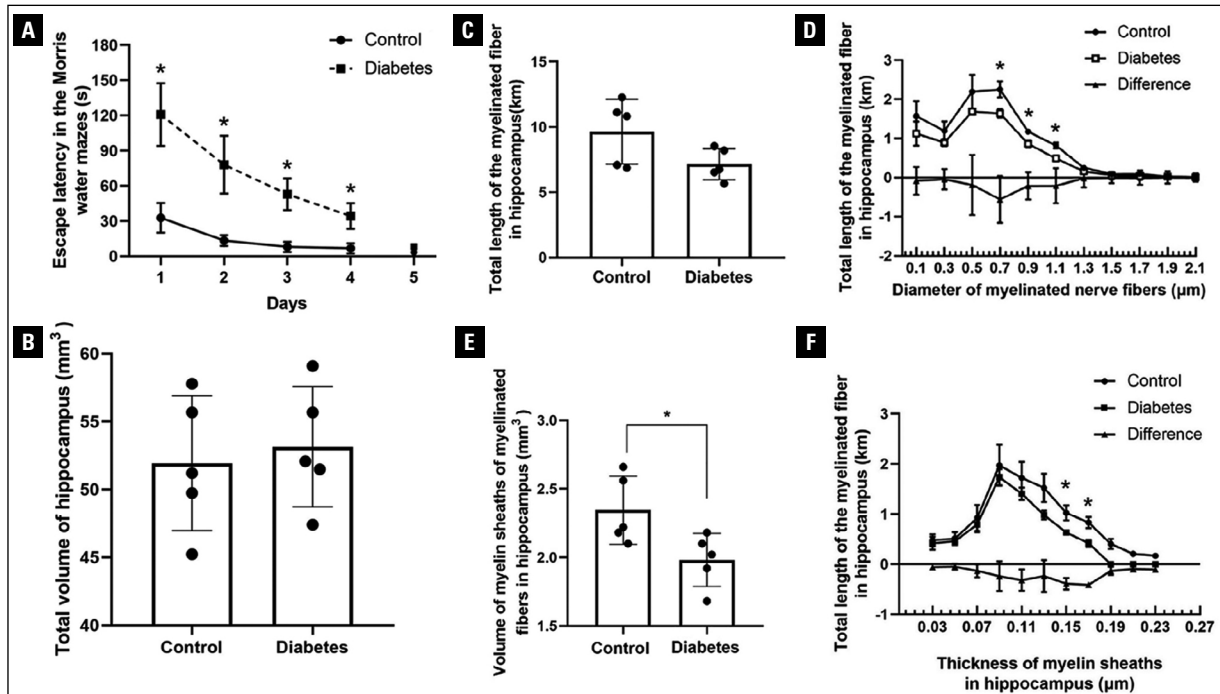 A
Escape latency in the Morris
water mazes (s)
180
150
120
90
60
30
0
*
*
*
*
Control
Diabetes
1 2 3 4 5
Days
B
Total volume of hippocampus (mm3)
60
55
50
45
40
Control Diabetes
C
Total length of the myelinated fiber
in hippocampus(km)
15
10
5
0
Control Diabetes
D
Total length of the myelinated fiber
in hippocampus (km)
3
2
1
0
-1
-2
*
*
*
Control
Diabetes
Difference
0.1 0.3 0.5 0.7 0.9 1.1 1.3 1.5 1.7 1.9 2.1
Diameter of myelinated nerve fibers (μm)
E
Volume of myelin sheaths of myellinated
fibers in hippocampus (mm3)
3.0
2.5
2.0
1.5
*
Control Diabetes
F
Total length of the myelinated fiber
in hippocampus (km)
3
2
1
0
-1
*
*
Control
Diabetes
Difference
0.03 0.07 0.11 0.15 0.19 0.23 0.27
Thickness of myelin sheaths
in hippocampus (μm)